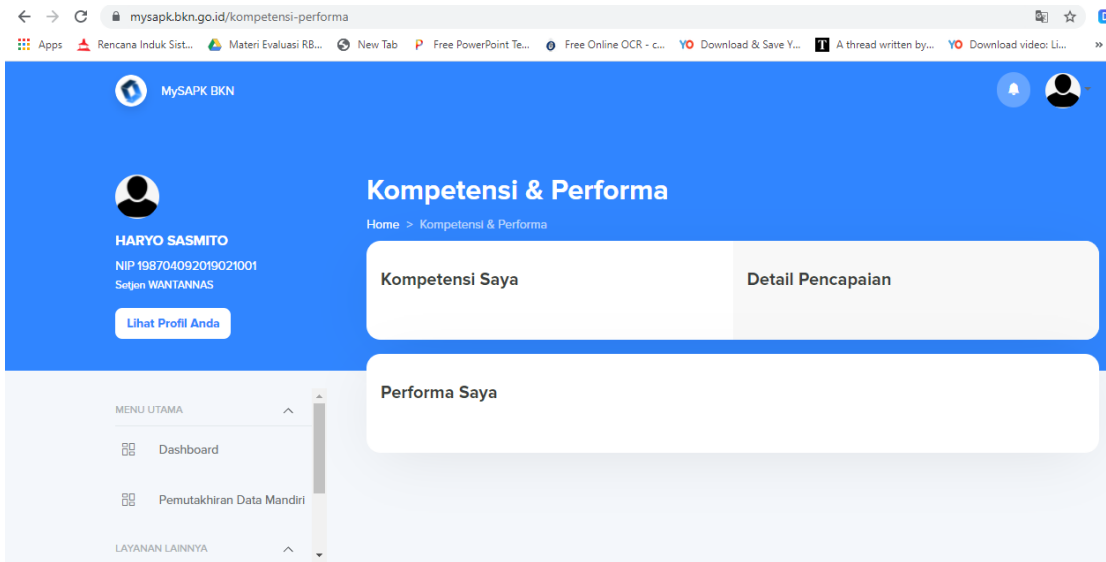 mysapk.bkn.go.id/kompetensi-performa
Apps Rencana Induk Sist... Materi Evaluasi RB... New Tab Free PowerPoint Te... Free Online OCR - c... YO Download & Save Y... T A thread written by... YO Download video: Li... »
MySAPK BKN
HARYO SASMITO
NIP 198704092019021001
Setjen WANTANNAS
Lihat Profil Anda
Kompetensi & Performa
Home > Kompetensi & Performa
Kompetensi Saya
Detail Pencapaian
Performa Saya
MENU UTAMA
Dashboard
Pemutakhiran Data Mandiri
LAYANAN LAINNYA